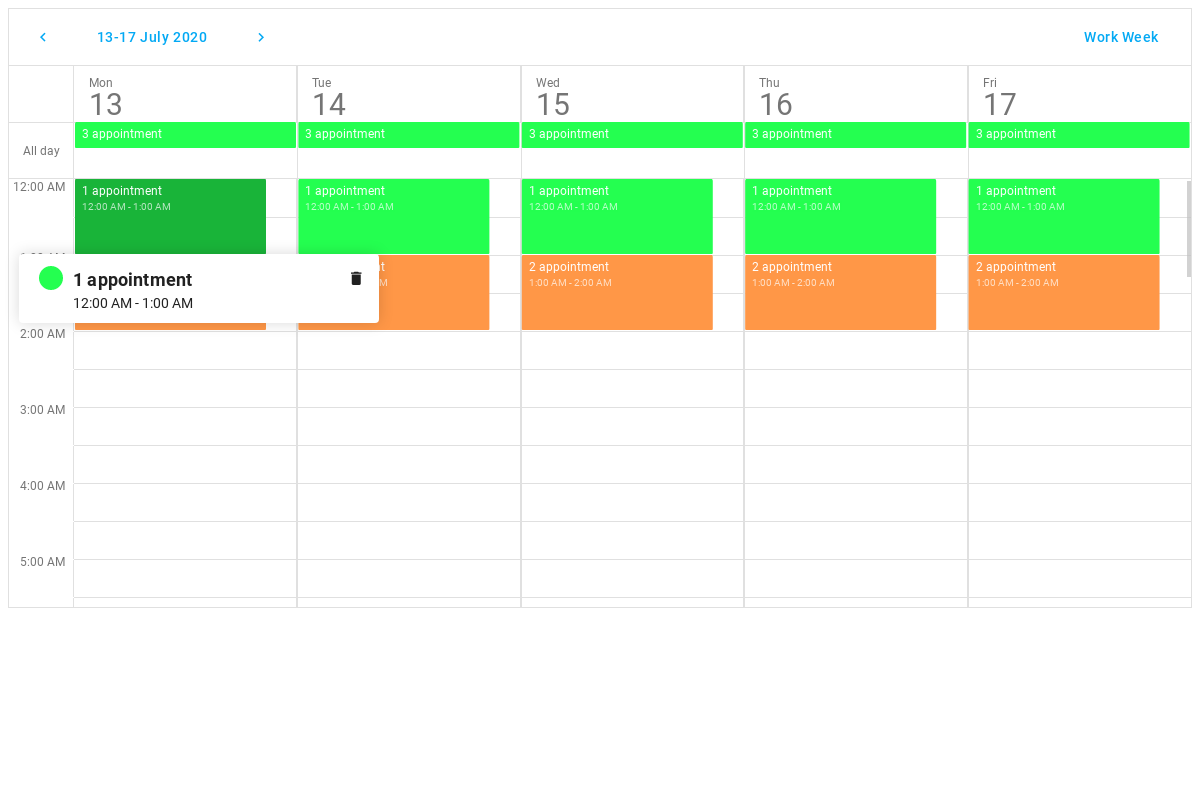 13-17 July 2020
Work Week
Mon
13
Tue
14
Wed
15
Thu
16
Fri
17
All day
3 appointment
3 appointment
3 appointment
3 appointment
3 appointment
12:00 AM
1 appointment
12:00 AM - 1:00 AM
1 appointment
12:00 AM - 1:00 AM
1 appointment
12:00 AM - 1:00 AM
1 appointment
12:00 AM - 1:00 AM
1 appointment
12:00 AM - 1:00 AM
1 appointment
12:00 AM - 1:00 AM
2 appointment
1:00 AM - 2:00 AM
2 appointment
1:00 AM - 2:00 AM
2 appointment
1:00 AM - 2:00 AM
2:00 AM
3:00 AM
4:00 AM
5:00 AM